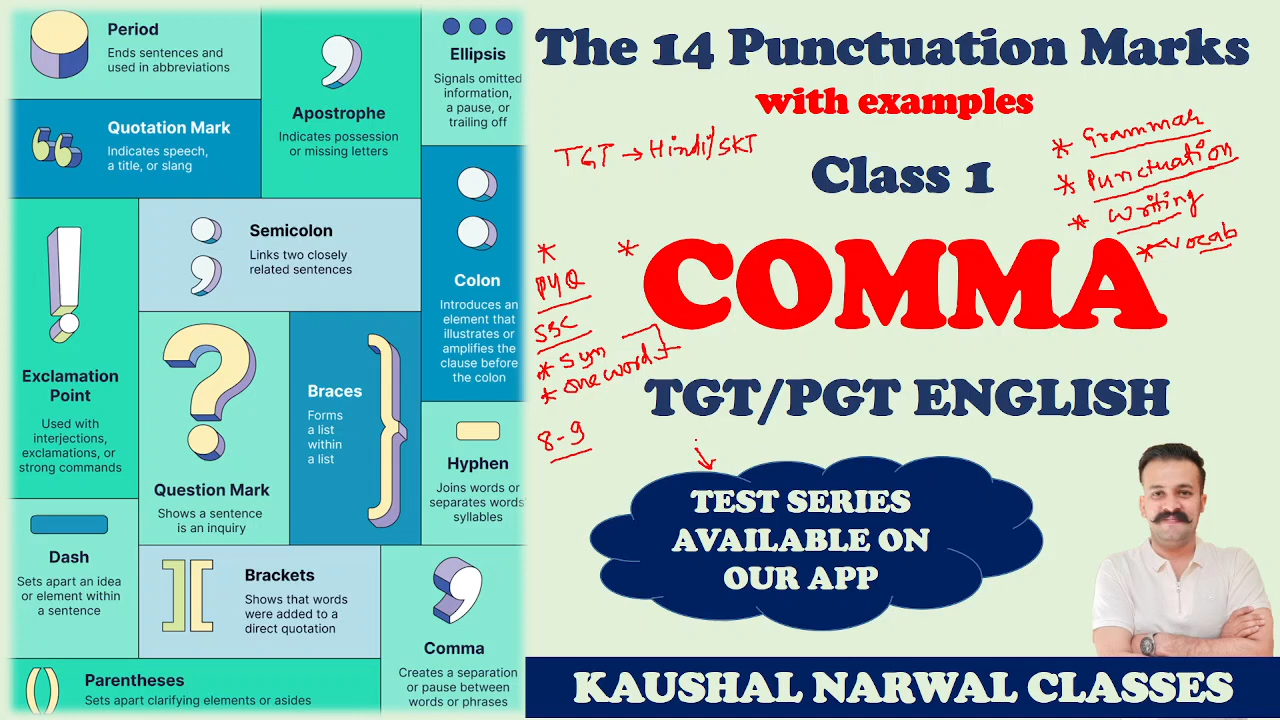 Period
Ends sentences and
used in abbreviations
Quotation Mark
Indicates speech,
a title, or slang
Apostrophe
Indicates possession
or missing letters
Ellipsis
Signals omitted
information,
a pause, or
trailing off
Exclamation
Point
Used with
interjections,
exclamations, or
strong commands
Semicolon
Links two closely
related sentences
Colon
Introduces an
element that
illustrates or
amplifies the
clause before
the colon
Question Mark
Shows a sentence
is an inquiry
Braces
Forms
a list
within
a list
Hyphen
Joins words or
separates words'
syllables
Dash
Sets apart an idea
or element within
a sentence
Brackets
Shows that words
were added to a
direct quotation
Comma
Creates a separation
or pause between
words or phrases
Parentheses
Sets apart clarifying elements or asides
The 14 Punctuation Marks
with examples
TGT → Hindi/SKT
Class 1
* Grammar
* Punctuation
* Writing
* Vocab
COMMA
PYQ
* Syn
* one word
8-9
TGT/PGT ENGLISH
TEST SERIES
AVAILABLE ON
OUR APP
KAUSHAL NARWAL CLASSES